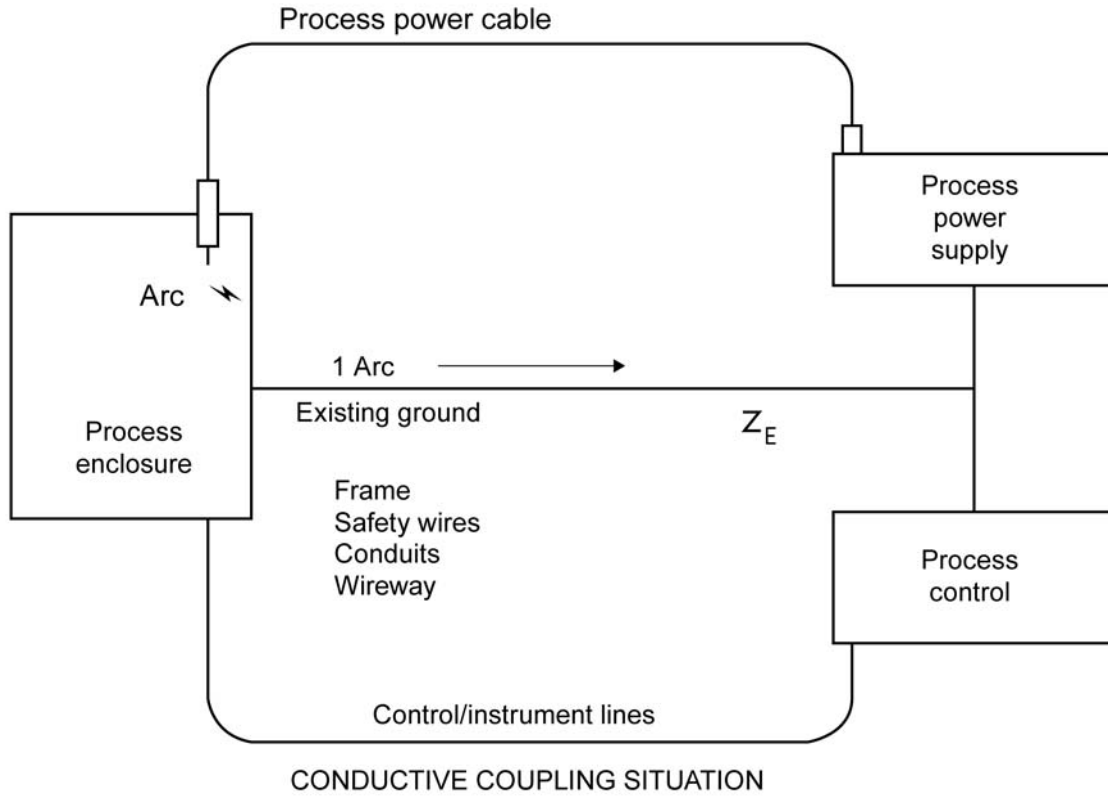 Process power cable
Process
power
supply
Arc
1 Arc
Existing ground
Z_E
Process
enclosure
Frame
Safety wires
Conduits
Wireway
Process
control
Control/instrument lines
CONDUCTIVE COUPLING SITUATION